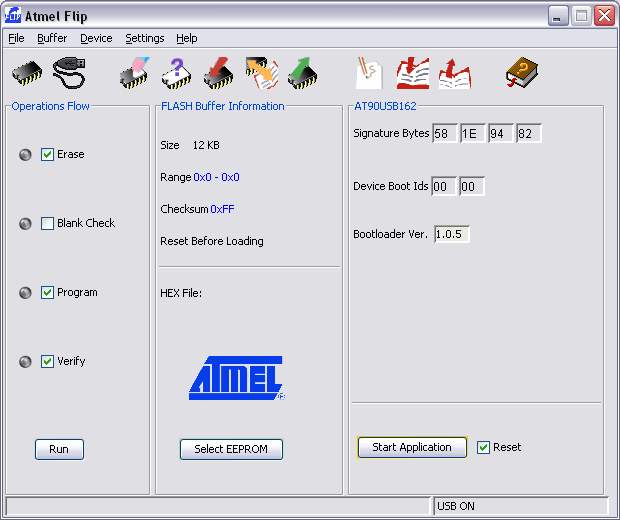 Atmel Flip
File Buffer Device Settings Help
Operations Flow
Erase
Blank Check
Program
Verify
Run
FLASH Buffer Information
Size 12 KB
Range 0x0 - 0x0
Checksum 0xFF
Reset Before Loading
HEX File:
ATMEL®
Select EEPROM
AT90USB162
Signature Bytes 58 1E 94 82
Device Boot Ids 00 00
Bootloader Ver. 1.0.5
Start Application Reset
USB ON